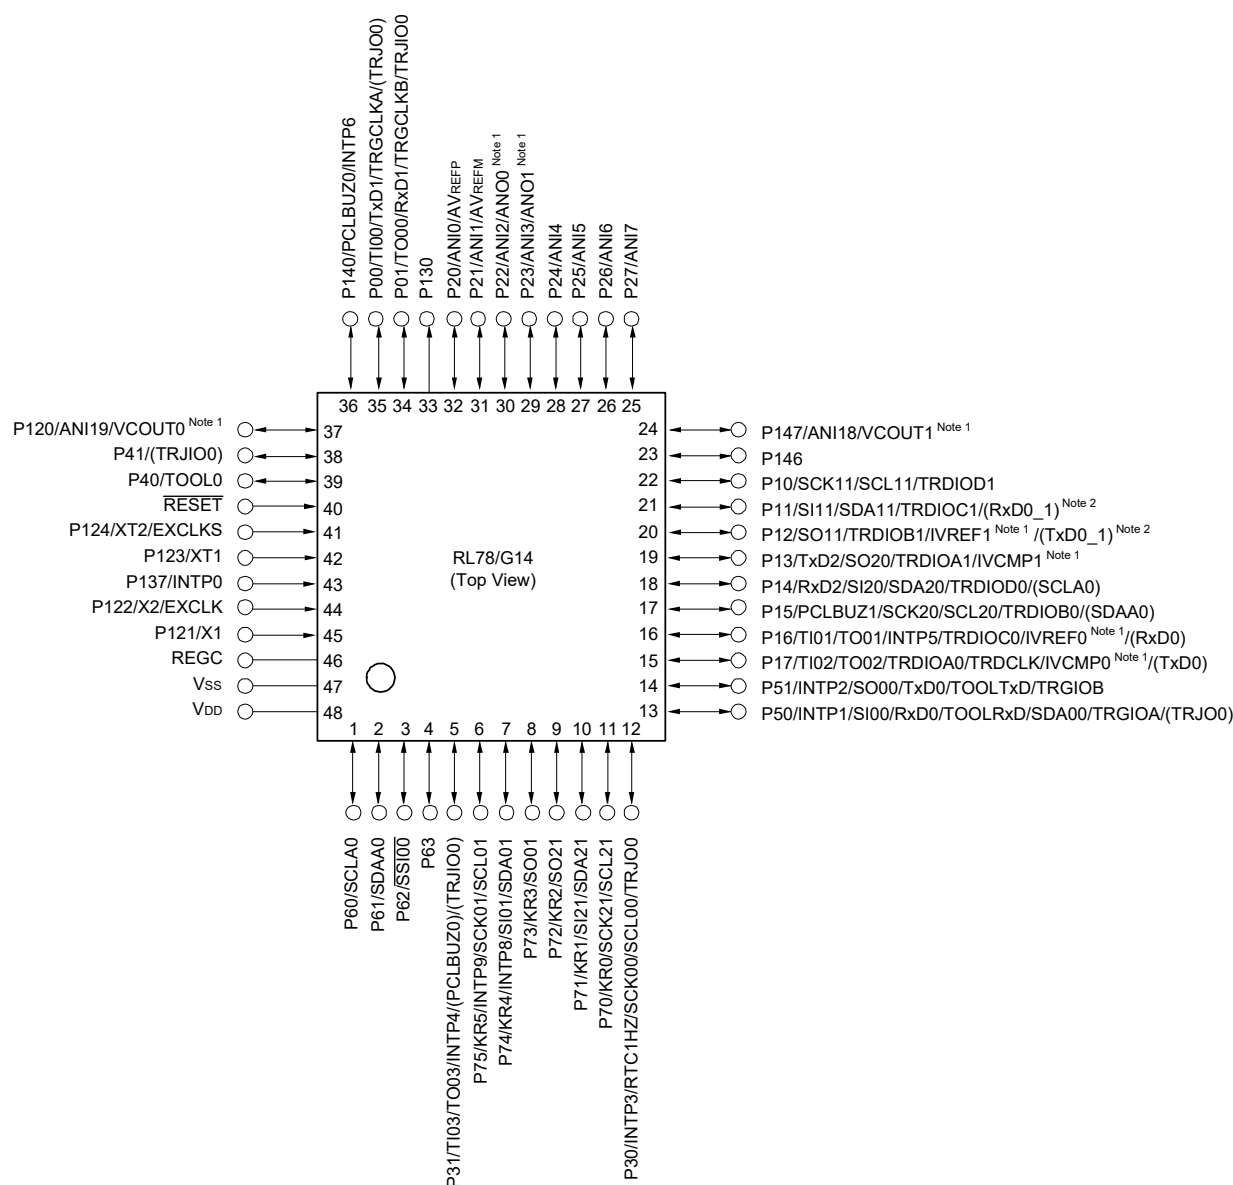 P140/PCLBUZ0/INTP6
P00/TI00/TxD1/TRGCLKA/(TRJO0)
P01/TO00/RxD1/TRGCLKB/TRJIO0
P130
P20/ANI0/AVREFP
P21/ANI1/AVREFM
P22/ANI2/ANO0 Note 1
P23/ANI3/ANO1 Note 1
P24/ANI4
P25/ANI5
P26/ANI6
P27/ANI7
36 35 34 33 32 31 30 29 28 27 26 25
P120/ANI19/VCOUT0 Note 1 37
P41/(TRJIO0) 38
P40/TOOL0 39
RESET 40
P124/XT2/EXCLKS 41
P123/XT1 42
P137/INTP0 43
P122/X2/EXCLK 44
P121/X1 45
REGC 46
VSS 47
VDD 48
RL78/G14
(Top View)
24 P147/ANI18/VCOUT1 Note 1
23 P146
22 P10/SCK11/SCL11/TRDIOD1
21 P11/SI11/SDA11/TRDIOC1/(RxD0_1) Note 2
20 P12/SO11/TRDIOB1/IVREF1 Note 1 /(TxD0_1) Note 2
19 P13/TxD2/SO20/TRDIOA1/IVCMP1 Note 1
18 P14/RxD2/SI20/SDA20/TRDIOD0/(SCLA0)
17 P15/PCLBUZ1/SCK20/SCL20/TRDIOB0/(SDAA0)
16 P16/TI01/TO01/INTP5/TRDIOC0/IVREF0 Note 1/(RxD0)
15 P17/TI02/TO02/TRDIOA0/TRDCLK/IVCMP0 Note 1/(TxD0)
14 P51/INTP2/SO00/TxD0/TOOLTxD/TRGIOB
13 P50/INTP1/SI00/RxD0/TOOLRxD/SDA00/TRGIOA/(TRJO0)
1 2 3 4 5 6 7 8 9 10 11 12
P60/SCLA0
P61/SDAA0
P62/SSI00
P63
P31/TI03/TO03/INTP4/(PCLBUZ0)/(TRJIO0)
P75/KR5/INTP9/SCK01/SCL01
P74/KR4/INTP8/SI01/SDA01
P73/KR3/SO01
P72/KR2/SO21
P71/KR1/SI21/SDA21
P70/KR0/SCK21/SCL21
P30/INTP3/RTC1HZ/SCK00/SCL00/TRJO0